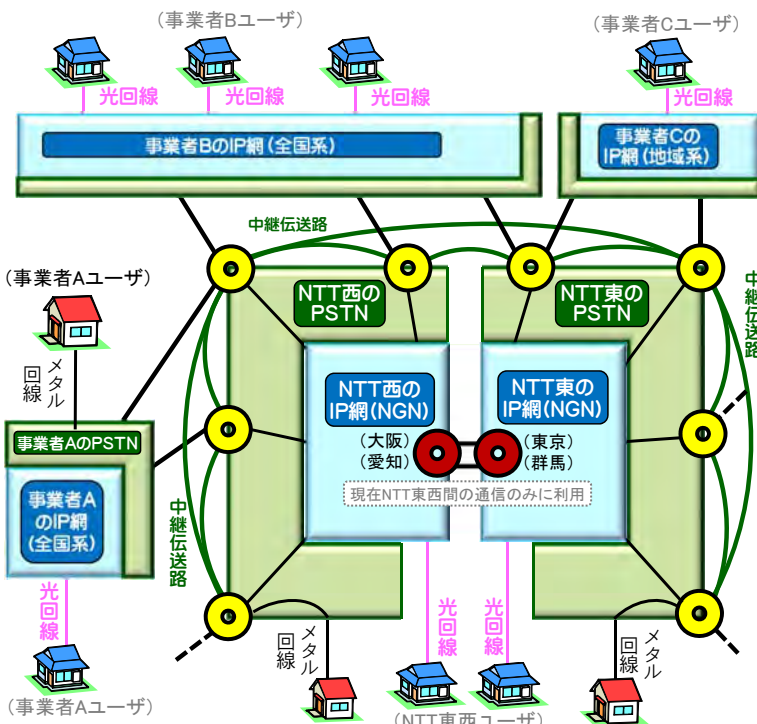 (事業者Bユーザ)
(事業者Cユーザ)
光回線
光回線
光回線
光回線
事業者BのIP網(全国系)
事業者Cの
IP網(地域系)
中継伝送路
(事業者Aユーザ)
NTT西の
PSTN
NTT東の
PSTN
中継伝送路
メタル
回線
NTT西の
IP網(NGN)
NTT東の
IP網(NGN)
事業者AのPSTN
(大阪)
(愛知)
(東京)
(群馬)
現在NTT東西間の通信のみに利用
事業者A
のIP網
(全国系)
中継伝送路
光回線
光回線
光回線
メタル
回線
メタル
回線
(事業者Aユーザ)
(NTT東西ユーザ)